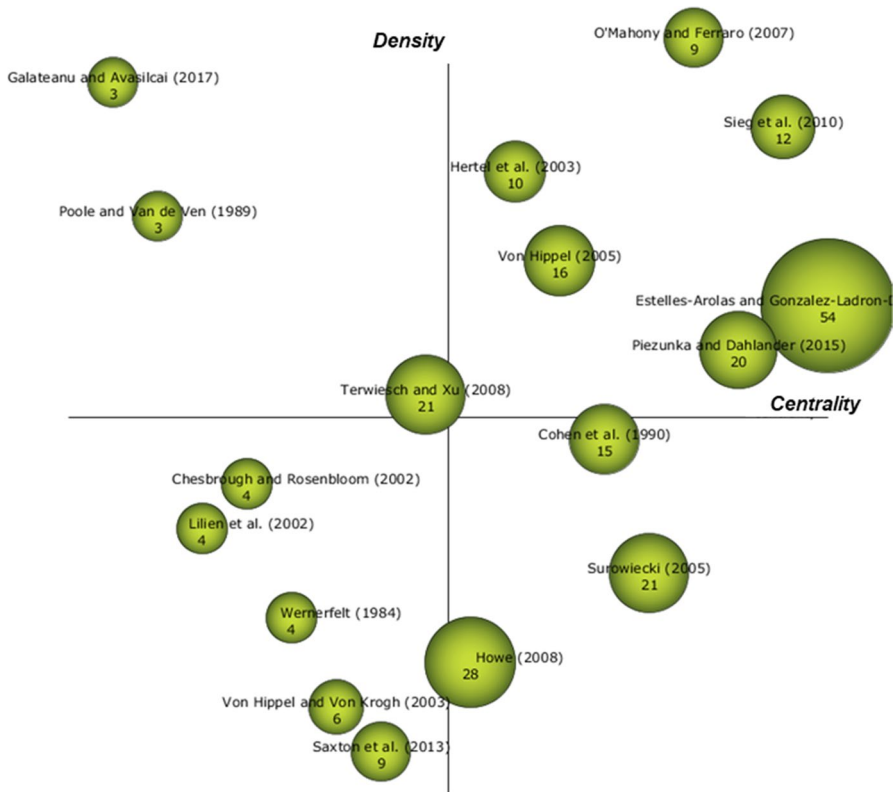 O'Mahony and Ferraro (2007)
9
Density
Galateanu and Avasilcai (2017)
3
Sieg et al. (2010)
12
Hertel et al. (2003)
10
Poole and Van de Ven (1989)
3
Von Hippel (2005)
16
Estelles-Arolas and Gonzalez-Ladron-D
54
Piezunka and Dahlander (2015)
20
Terwiesch and Xu (2008)
21
Centrality
Cohen et al. (1990)
15
Chesbrough and Rosenbloom (2002)
4
Lilien et al. (2002)
4
Surowiecki (2005)
21
Wernerfelt (1984)
4
Howe (2008)
28
Von Hippel and Von Krogh (2003)
6
Saxton et al. (2013)
9